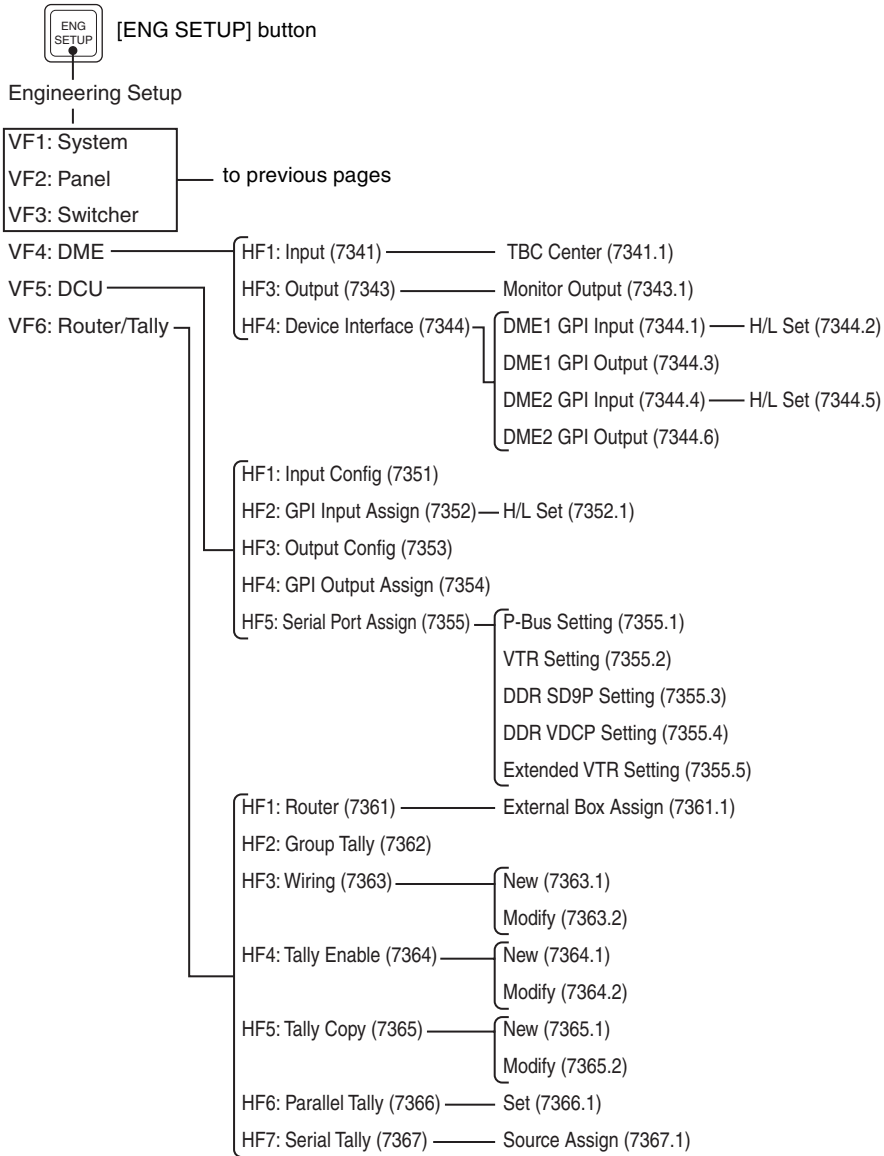 ENG
SETUP
[ENG SETUP] button
Engineering Setup
VF1: System
VF2: Panel
to previous pages
VF3: Switcher
VF4: DME
HF1: Input (7341)
TBC Center (7341.1)
VF5: DCU
HF3: Output (7343)
Monitor Output (7343.1)
VF6: Router/Tally
HF4: Device Interface (7344)
DME1 GPI Input (7344.1)
H/L Set (7344.2)
DME1 GPI Output (7344.3)
DME2 GPI Input (7344.4)
H/L Set (7344.5)
DME2 GPI Output (7344.6)
HF1: Input Config (7351)
HF2: GPI Input Assign (7352)
H/L Set (7352.1)
HF3: Output Config (7353)
HF4: GPI Output Assign (7354)
HF5: Serial Port Assign (7355)
P-Bus Setting (7355.1)
VTR Setting (7355.2)
DDR SD9P Setting (7355.3)
DDR VDCP Setting (7355.4)
Extended VTR Setting (7355.5)
HF1: Router (7361)
External Box Assign (7361.1)
HF2: Group Tally (7362)
HF3: Wiring (7363)
New (7363.1)
Modify (7363.2)
HF4: Tally Enable (7364)
New (7364.1)
Modify (7364.2)
HF5: Tally Copy (7365)
New (7365.1)
Modify (7365.2)
HF6: Parallel Tally (7366)
Set (7366.1)
HF7: Serial Tally (7367)
Source Assign (7367.1)